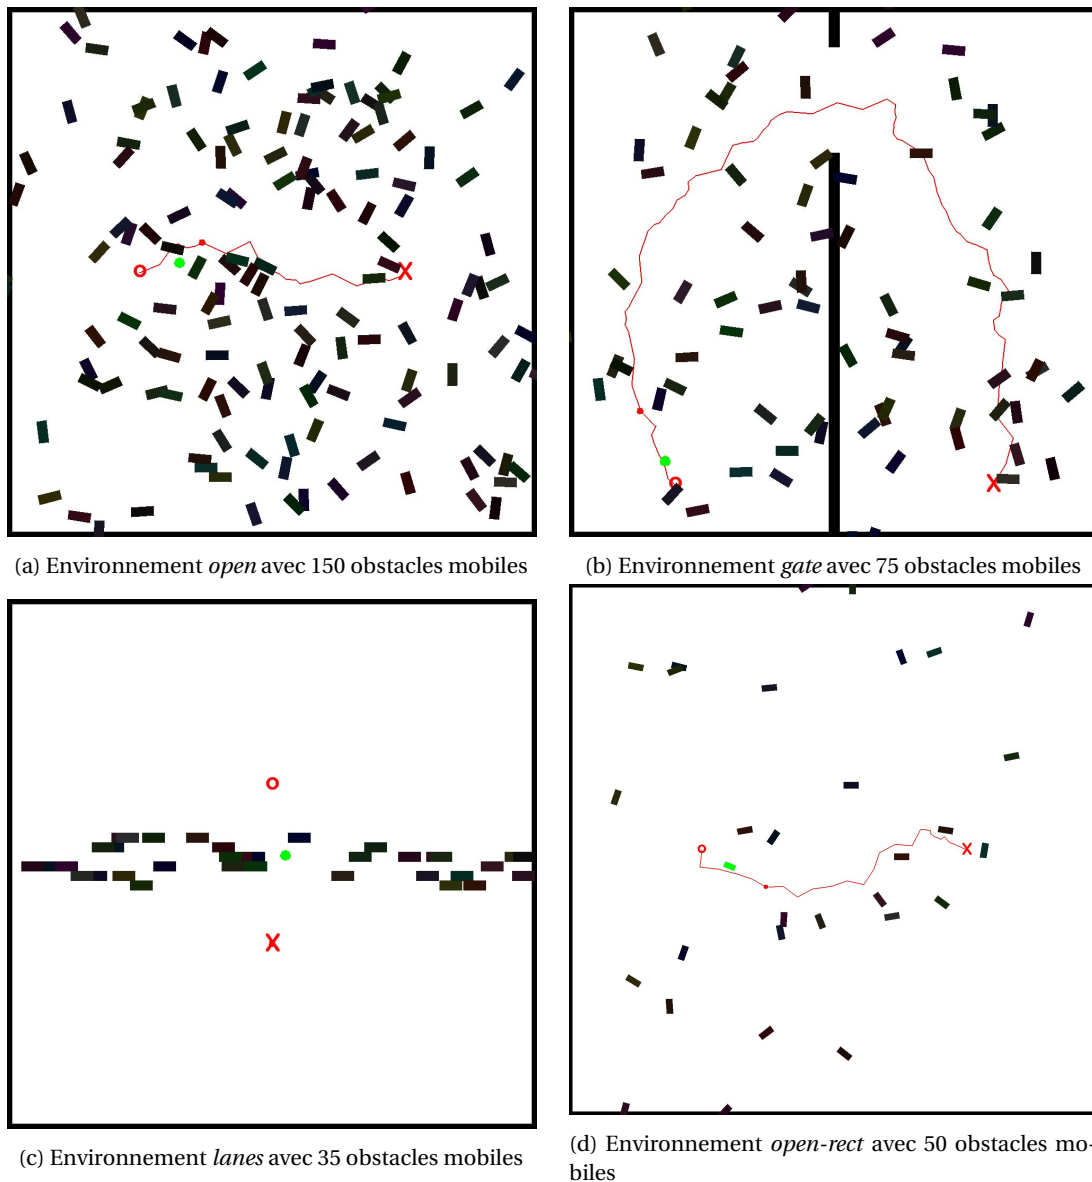 (a) Environnement open avec 150 obstacles mobiles
(b) Environnement gate avec 75 obstacles mobiles
(c) Environnement lanes avec 35 obstacles mobiles
(d) Environnement open-rect avec 50 obstacles mo-
biles